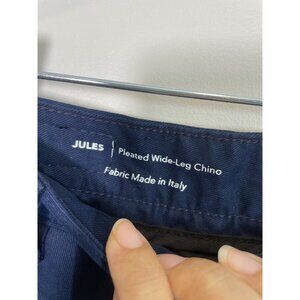 JULES | Pleated Wide-Leg Chino
Fabric Made in Italy